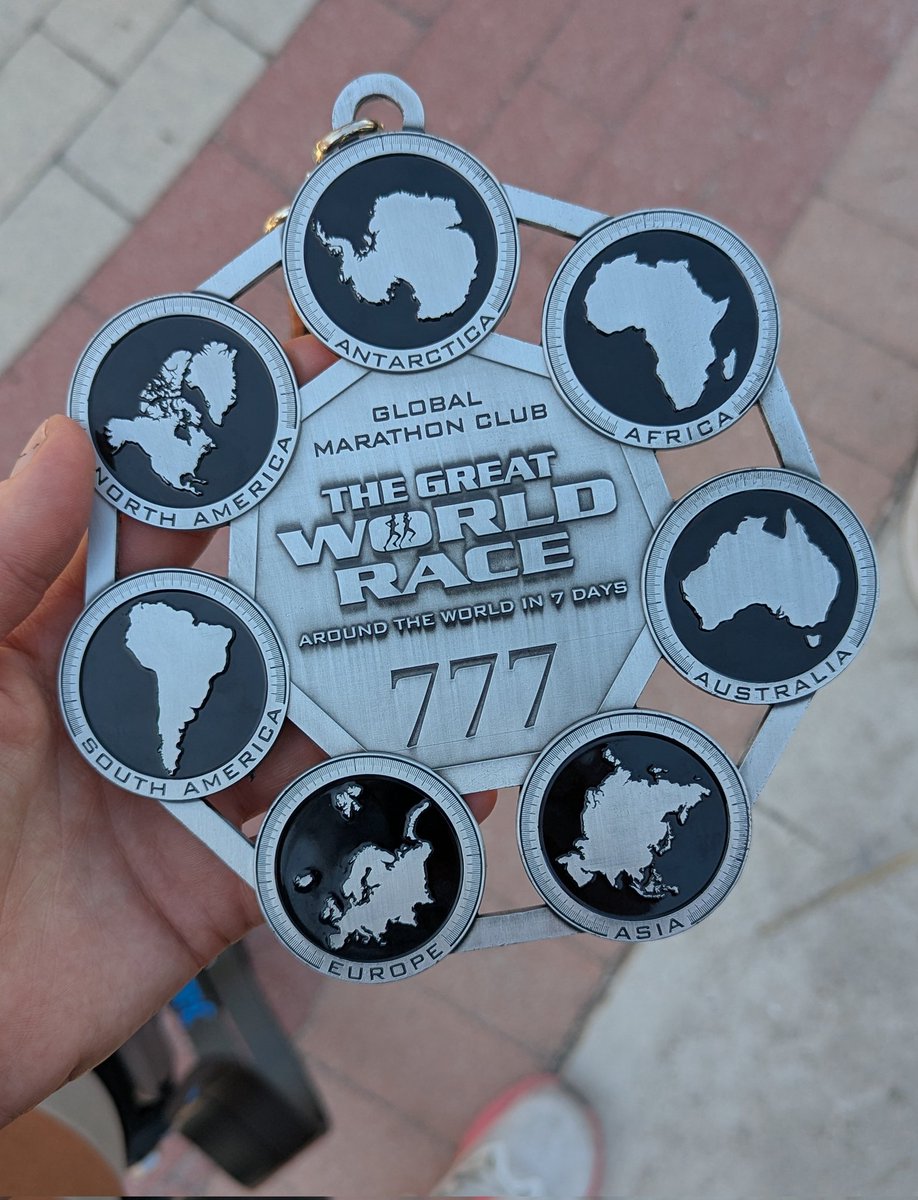 ANTARCTICA
AFRICA
NORTH AMERICA
GLOBAL
MARATHON CLUB
THE GREAT
WORLD
RACE
AROUND THE WORLD IN 7 DAYS
777
AUSTRALIA
SOUTH AMERICA
EUROPE
ASIA